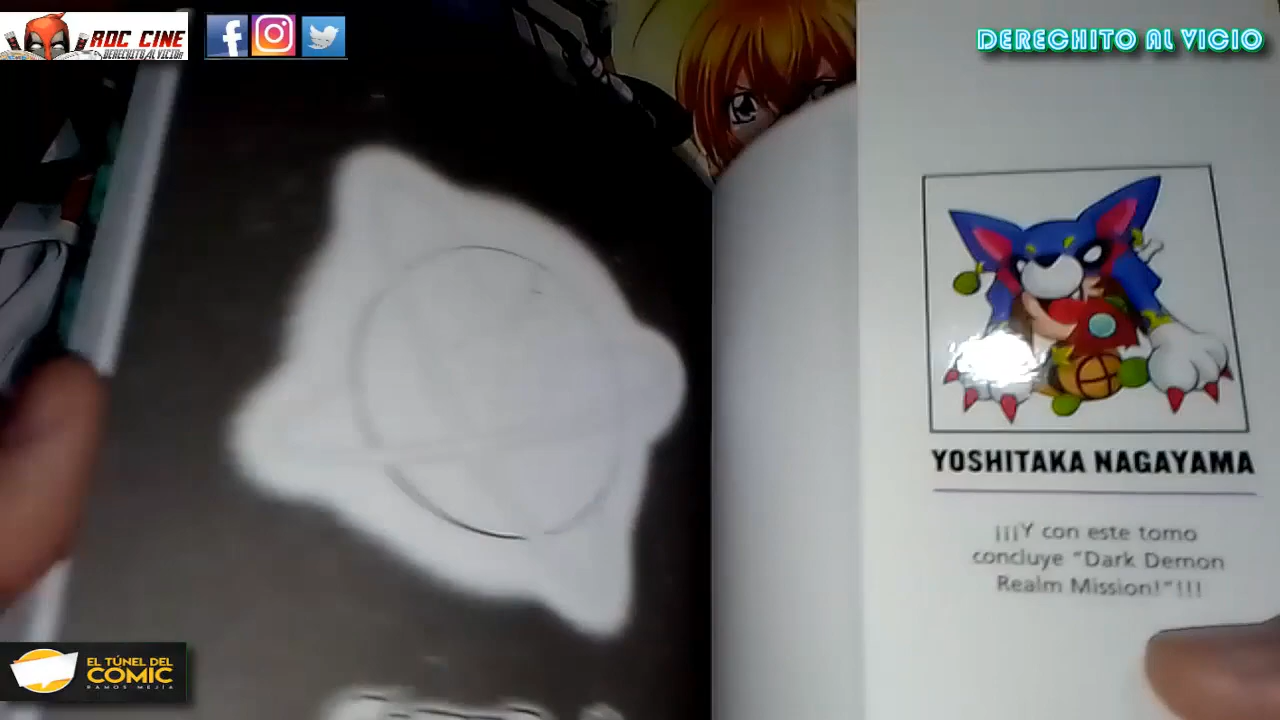 RDC CINE
DERECHITO AL VICIO
DERECHITO AL VICIO
YOSHITAKA NAGAYAMA
¡¡¡Y con este tomo
concluye "Dark Demon
Realm Mission!"!!!
EL TÚNEL DEL
COMIC
RAMOS MEJÍA